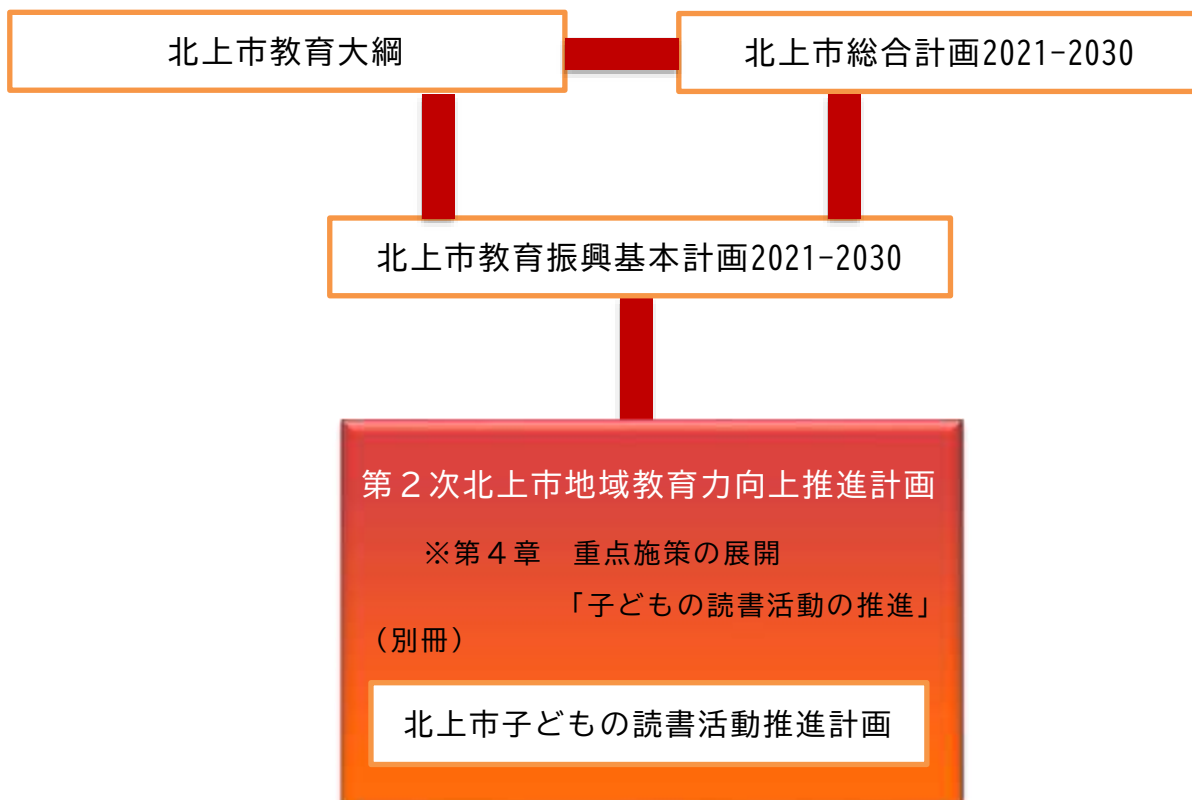 北上市教育大綱
北上市総合計画2021-2030
北上市教育振興基本計画2021-2030
第２次北上市地域教育力向上推進計画
※第４章　重点施策の展開
「子どもの読書活動の推進」
（別冊）
北上市子どもの読書活動推進計画